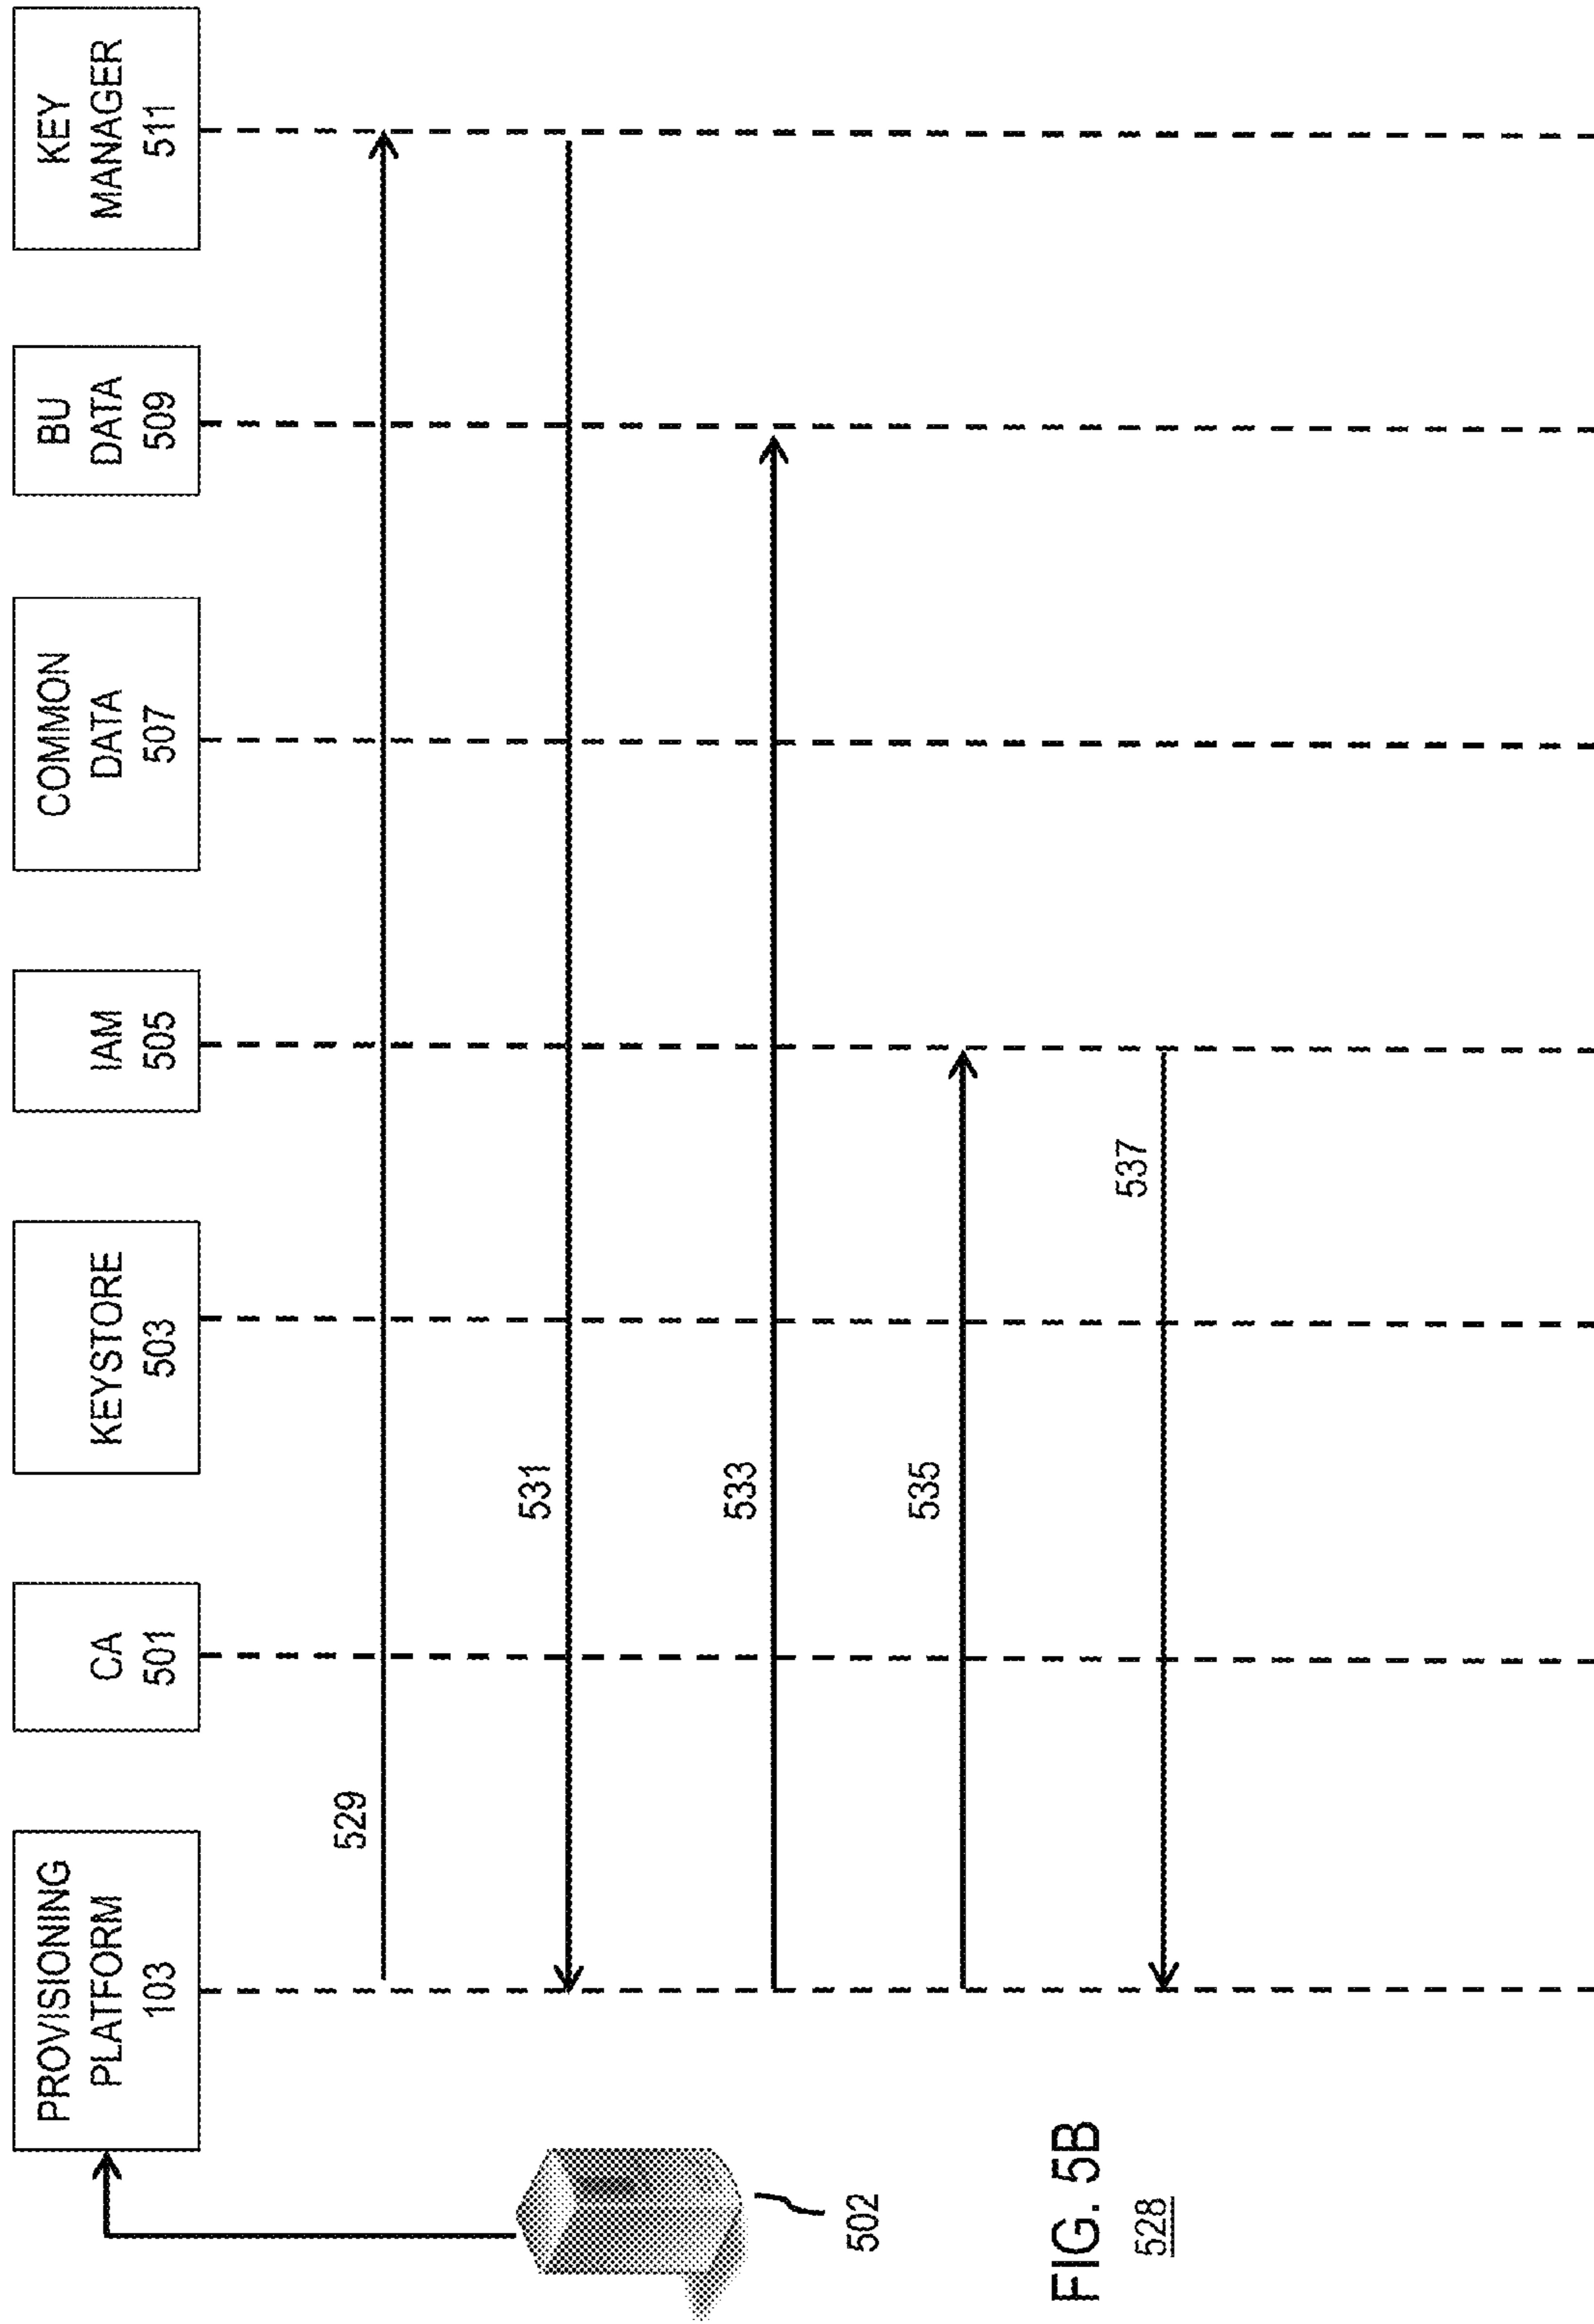 PROVISIONING
PLATFORM
103
CA
501
KEYSTORE
503
IAM
505
COMMON
DATA
507
BU
DATA
509
KEY
MANAGER
511
529
531
533
535
537
502
FIG. 5B
528